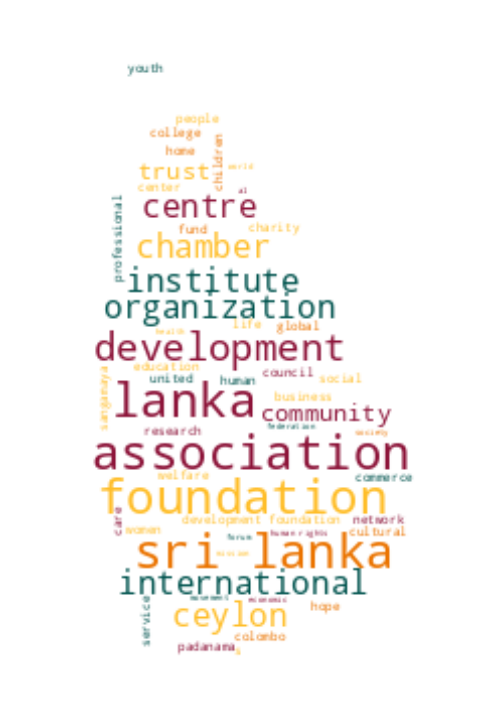 youth
people
college
children
home
trust
world
center
al
professional
centre
fund
charity
chamber
institute
organization
life
global
health
development
education
council
sangamaya
united
human
social
lanka
business
community
federation
research
society
association
welfare
commerce
foundation
care
development foundation
network
women
human rights
cultural
forum
sri lanka
mission
international
service
movement
economic
hope
ceylon
colombo
padanama